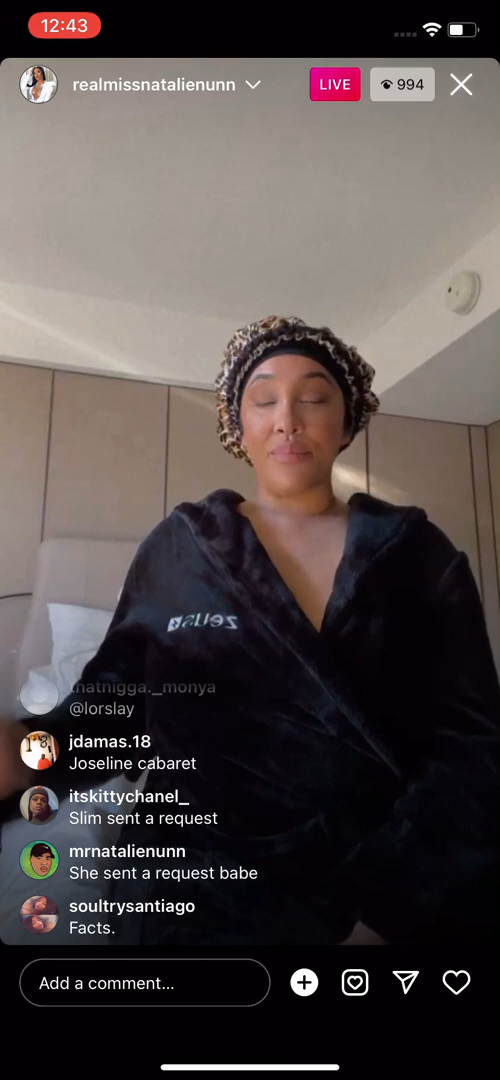 12:43
realmissnatalienunn
LIVE
994
zeus
thatnigga._monya
@lorslay
jdamas.18
Joseline cabaret
itskittychanel_
Slim sent a request
mrnatalienunn
She sent a request babe
soultrysantiago
Facts.
Add a comment...